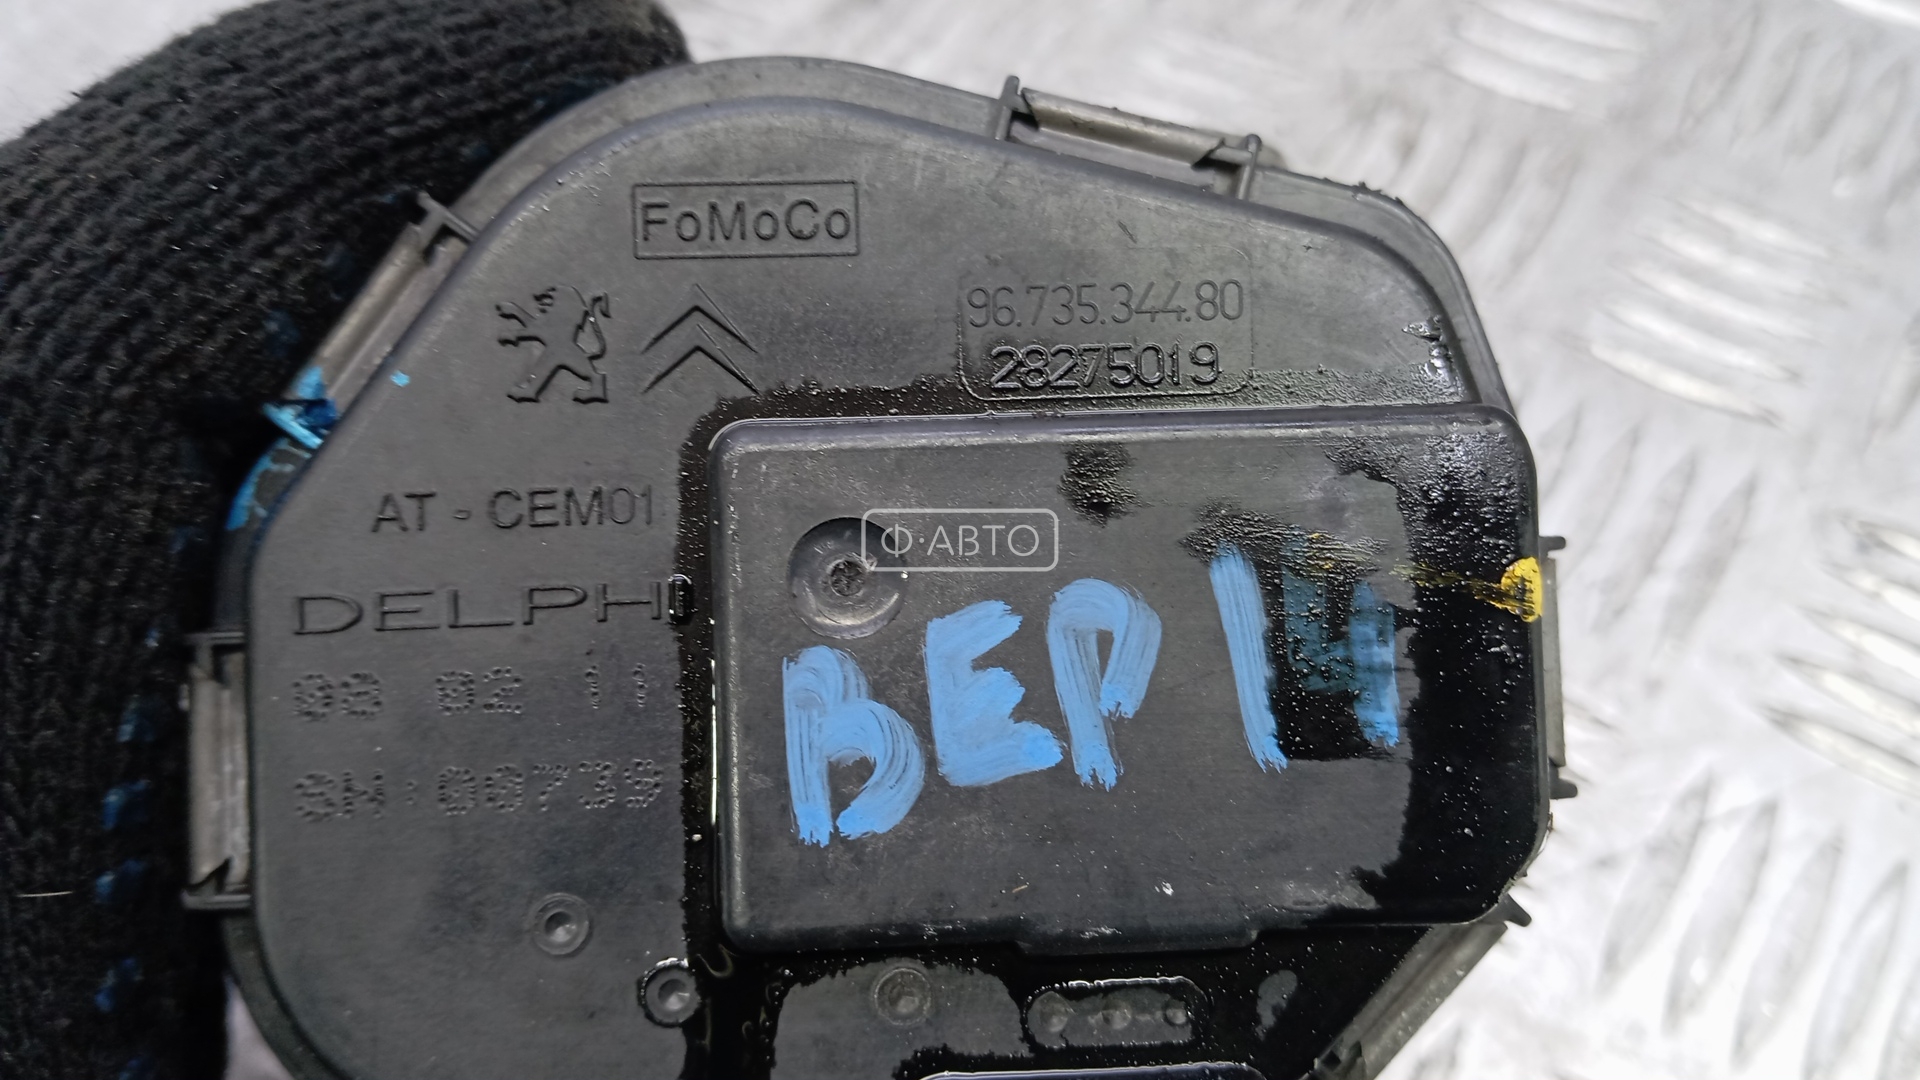 FoMoCo
96.735.344.80
28275019
AT - CEM01
Ф·АВТО
DELPHI
ВЕР